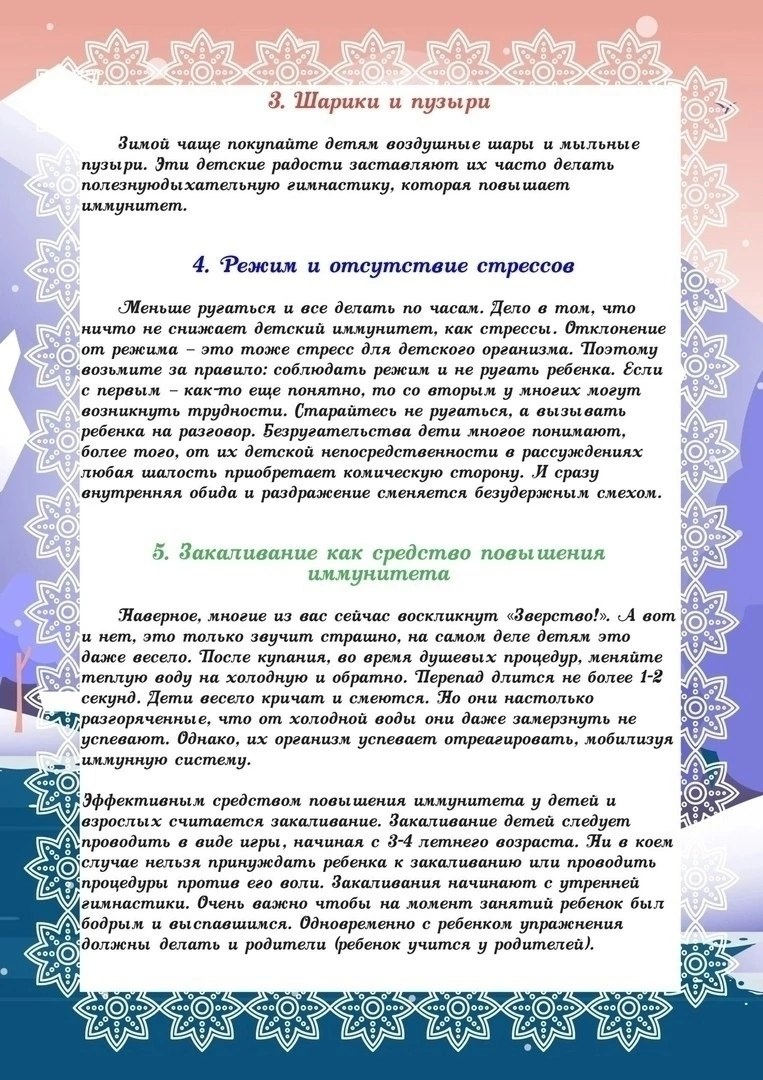 3. Шарики и пузыри
Зимой чаще покупайте детям воздушные шары и мыльные
пузыри. Эти детские радости заставляют их часто делать
полезнуюдыхательную гимнастику, которая повышает
иммунитет.
4. Режим и отсутствие стрессов
Меньше ругаться и все делать по часам. Дело в том, что
ничто не снижает детский иммунитет, как стрессы. Отклонение
от режима – это тоже стресс для детского организма. Поэтому
возьмите за правило: соблюдать режим и не ругать ребенка. Если
с первым – как-то еще понятно, то со вторым у многих могут
возникнуть трудности. Старайтесь не ругаться, а вызывать
ребенка на разговор. Безругательства дети многое понимают,
более того, от их детской непосредственности в рассуждениях
любая шалость приобретает комическую сторону. И сразу
внутренняя обида и раздражение сменяется безудержным смехом.
5. Закаливание как средство повышения
иммунитета
Наверное, многие из вас сейчас воскликнут «Зверство!». А вот
и нет, это только звучит страшно, на самом деле детям это
даже весело. После купания, во время душевых процедур, меняйте
теплую воду на холодную и обратно. Перепад длится не более 1-2
секунд. Дети весело кричат и смеются. Но они настолько
разгоряченные, что от холодной воды они даже замерзнуть не
успевают. Однако, их организм успевает отреагировать, мобилизуя
иммунную систему.
Эффективным средством повышения иммунитета у детей и
взрослых считается закаливание. Закаливание детей следует
проводить в виде игры, начиная с 3-4 летнего возраста. Ни в коем
случае нельзя принуждать ребенка к закаливанию или проводить
процедуры против его воли. Закаливания начинают с утренней
гимнастики. Очень важно чтобы на момент занятий ребенок был
бодрым и выспавшимся. Одновременно с ребенком упражнения
должны делать и родители (ребенок учится у родителей).